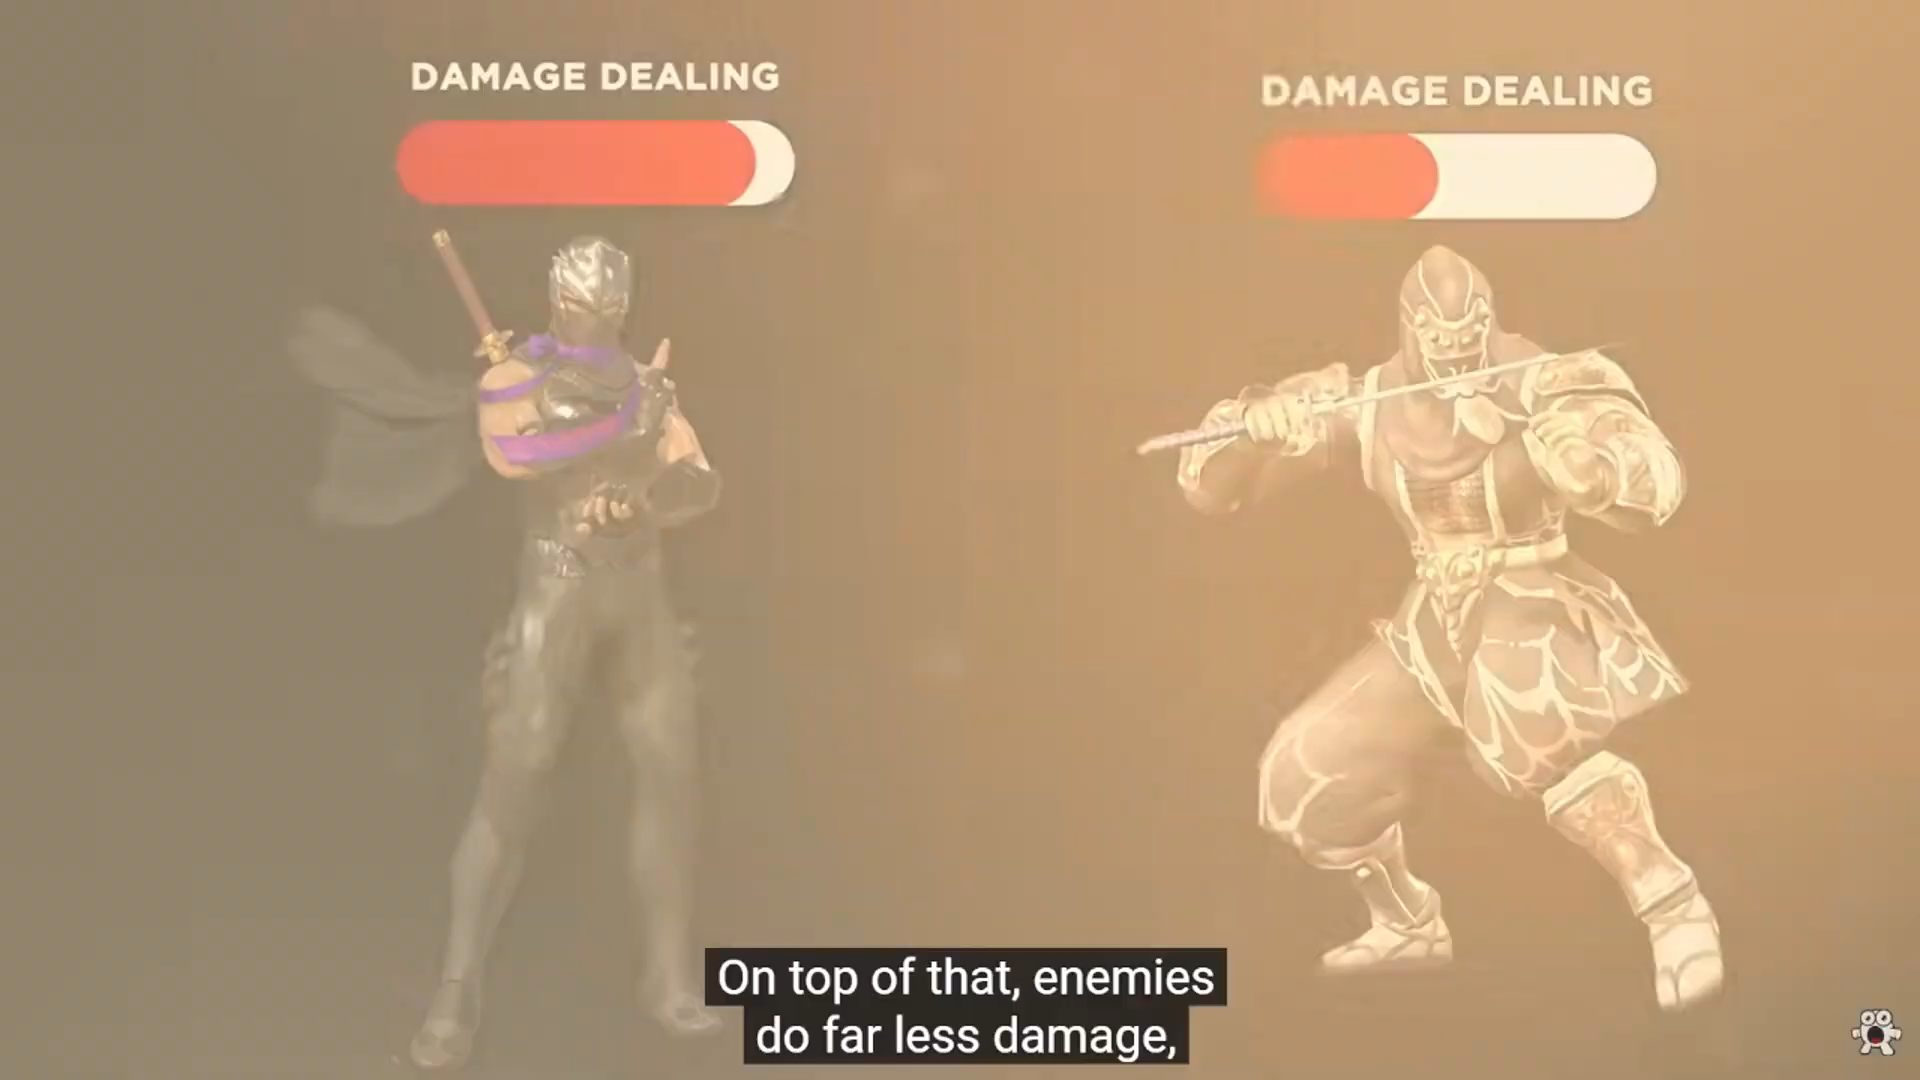 DAMAGE DEALING
DAMAGE DEALING
On top of that, enemies
do far less damage,